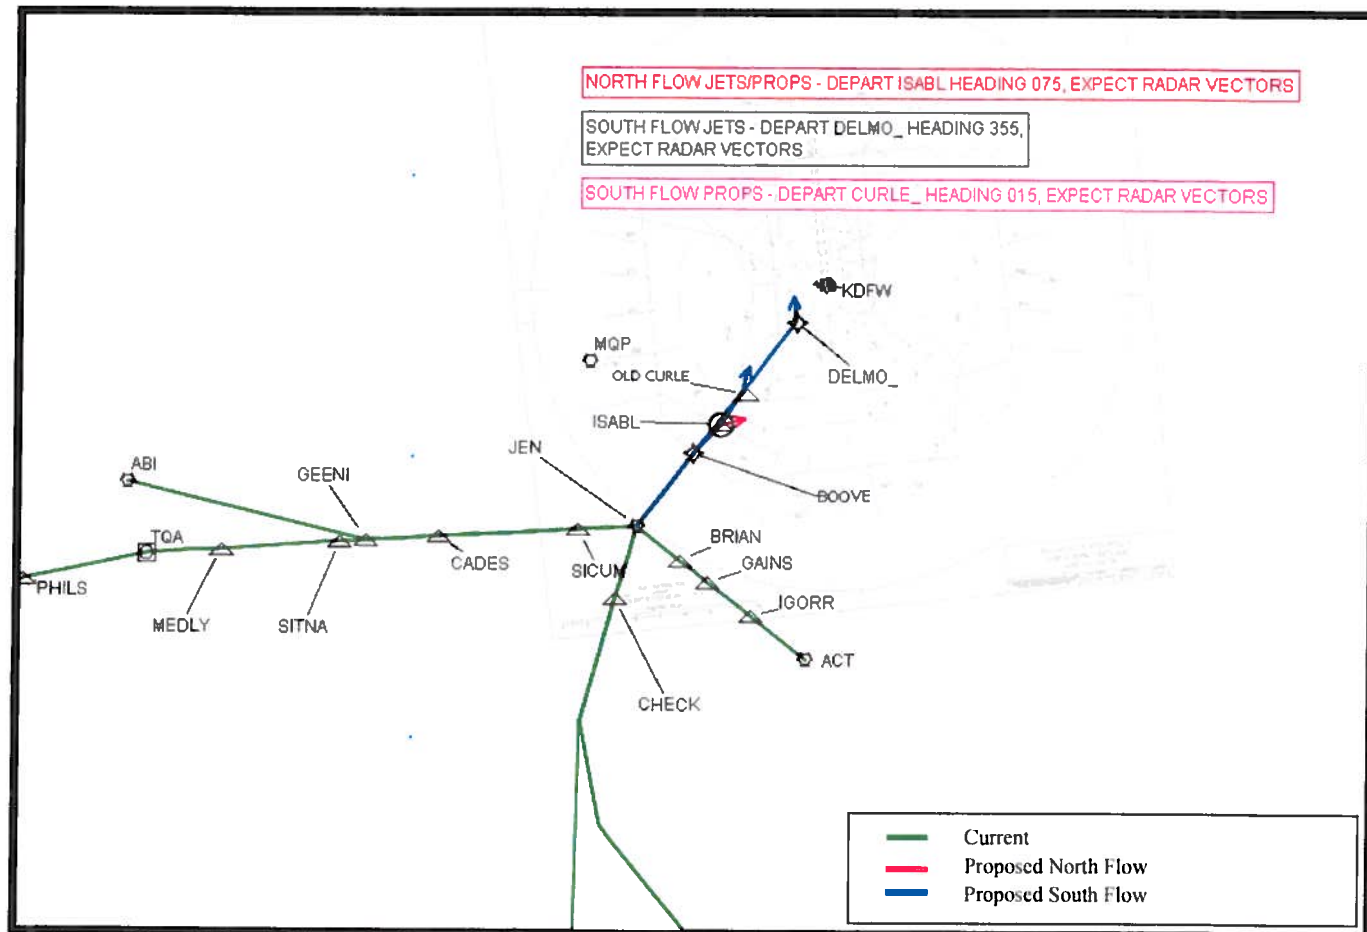 NORTH FLOW JETS/PROPS - DEPART ISABL HEADING 075, EXPECT RADAR VECTORS
SOUTH FLOW JETS - DEPART DELMO_ HEADING 355,
EXPECT RADAR VECTORS
SOUTH FLOW PROPS - DEPART CURLE_ HEADING 015, EXPECT RADAR VECTORS
KDFW
MQP
DELMO_
OLD CURLE
ISABL
JEN
ABI
GEENI
BOOVE
TQA
BRIAN
CADES
SICUM
GAINS
PHILS
IGORR
MEDLY
SITNA
ACT
CHECK
Current
Proposed North Flow
Proposed South Flow